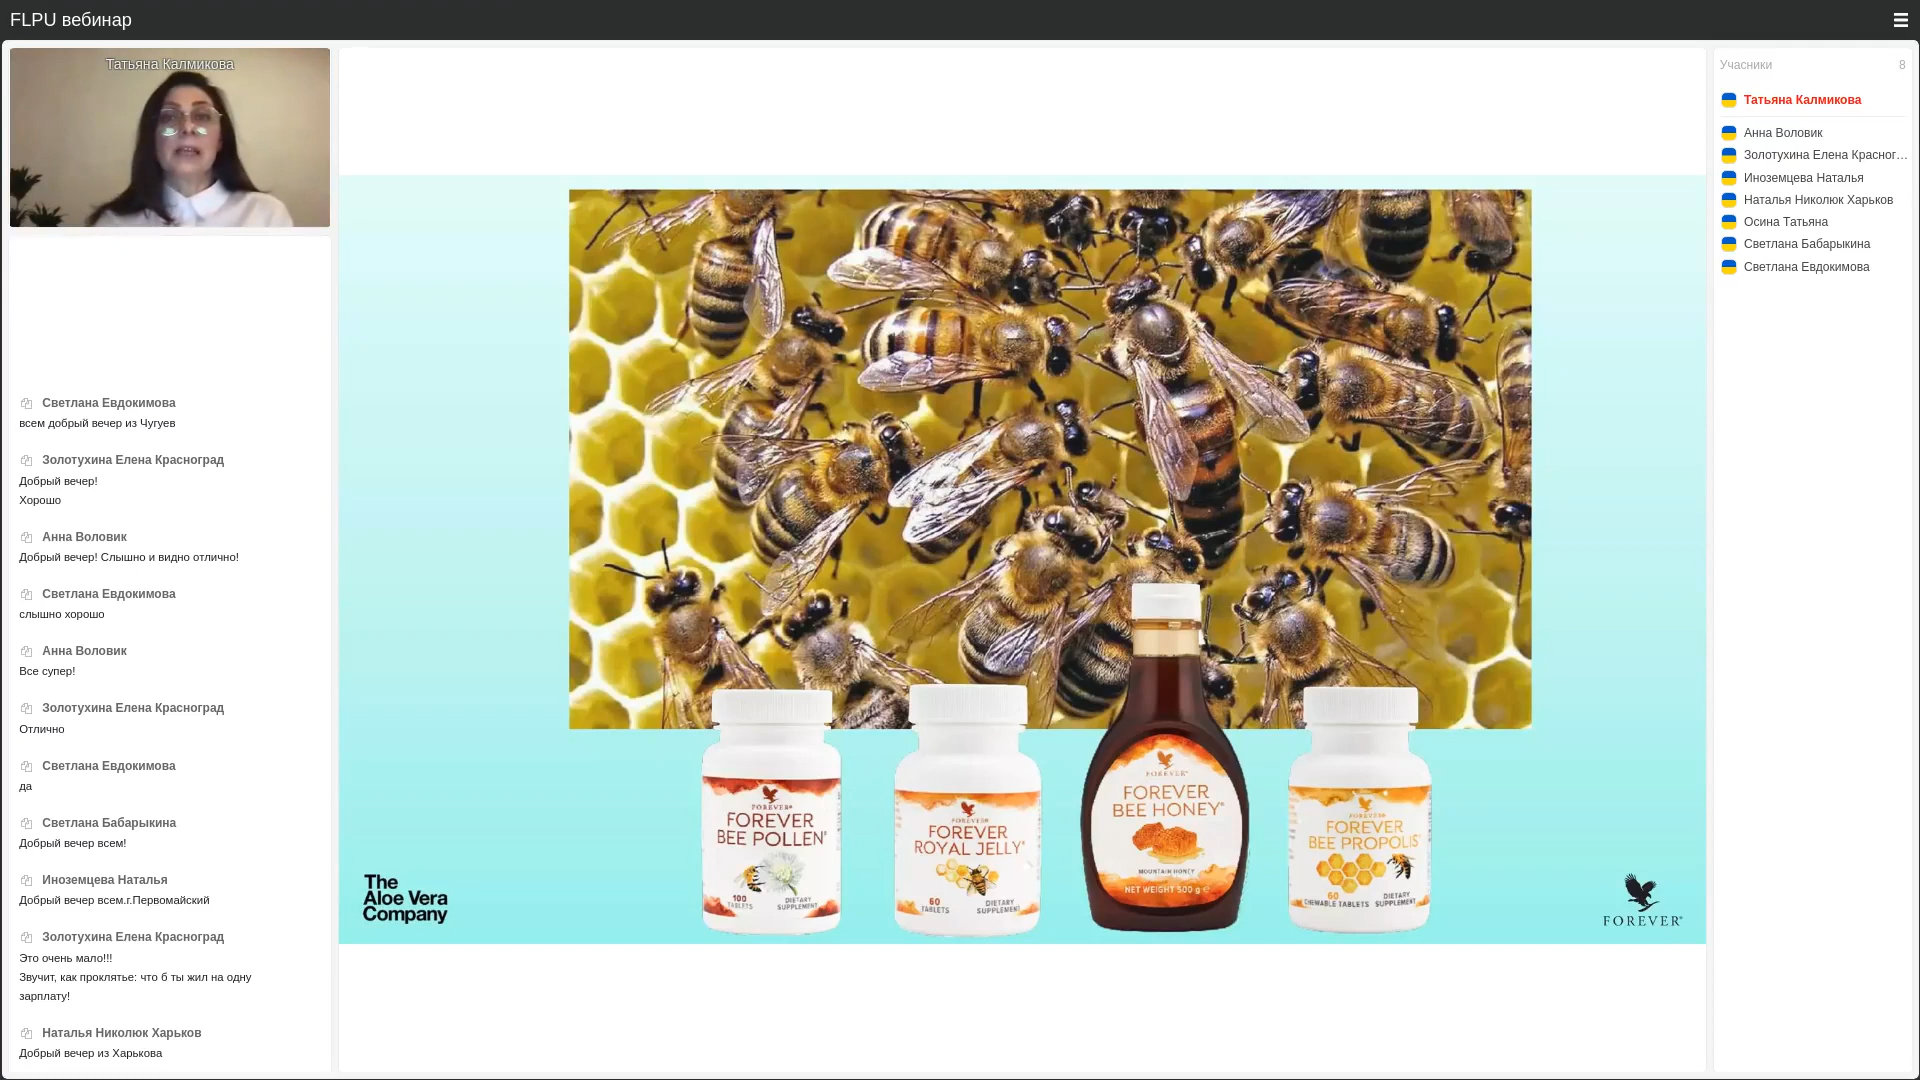 FLPU вебинар
Татьяна Калмикова
Светлана Евдокимова
всем добрый вечер из Чугуев
Золотухина Елена Красноград
Добрый вечер!
Хорошо
Анна Воловик
Добрый вечер! Слышно и видно отлично!
Светлана Евдокимова
слышно хорошо
Анна Воловик
Все супер!
Золотухина Елена Красноград
Отлично
Светлана Евдокимова
да
Светлана Бабарыкина
Добрый вечер всем!
Иноземцева Наталья
Добрый вечер всем.г.Первомайский
Золотухина Елена Красноград
Это очень мало!!!
Звучит, как проклятье: что б ты жил на одну
зарплату!
Наталья Николюк Харьков
Добрый вечер из Харькова
FOREVER®
FOREVER
BEE POLLEN®
100
TABLETS
DIETARY
SUPPLEMENT
FOREVER®
FOREVER
ROYAL JELLY®
60
TABLETS
DIETARY
SUPPLEMENT
FOREVER®
FOREVER
BEE HONEY®
MOUNTAIN HONEY
NET WEIGHT 500 g ℮
FOREVER®
FOREVER
BEE PROPOLIS®
60
CHEWABLE TABLETS
DIETARY
SUPPLEMENT
The
Aloe Vera
Company
FOREVER®
Учасники 8
Татьяна Калмикова
Анна Воловик
Золотухина Елена Красног...
Иноземцева Наталья
Наталья Николюк Харьков
Осина Татьяна
Светлана Бабарыкина
Светлана Евдокимова